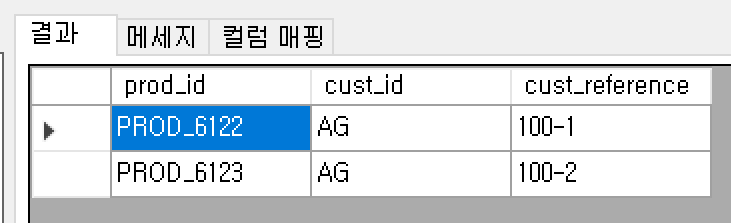 결과 메세지 컬럼 매핑
prod_id cust_id cust_reference
PROD_6122 AG 100-1
PROD_6123 AG 100-2